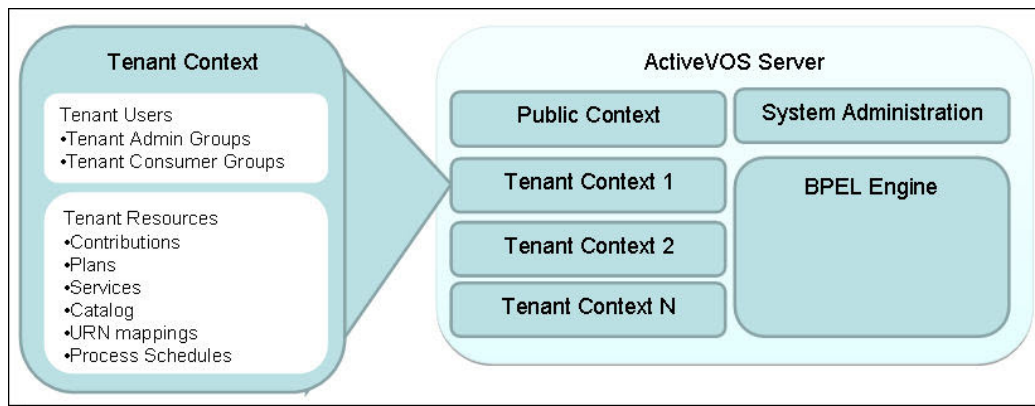 Tenant Context
Tenant Users
•Tenant Admin Groups
•Tenant Consumer Groups
Tenant Resources
•Contributions
•Plans
•Services
•Catalog
•URN mappings
•Process Schedules
ActiveVOS Server
Public Context
System Administration
Tenant Context 1
BPEL Engine
Tenant Context 2
Tenant Context N